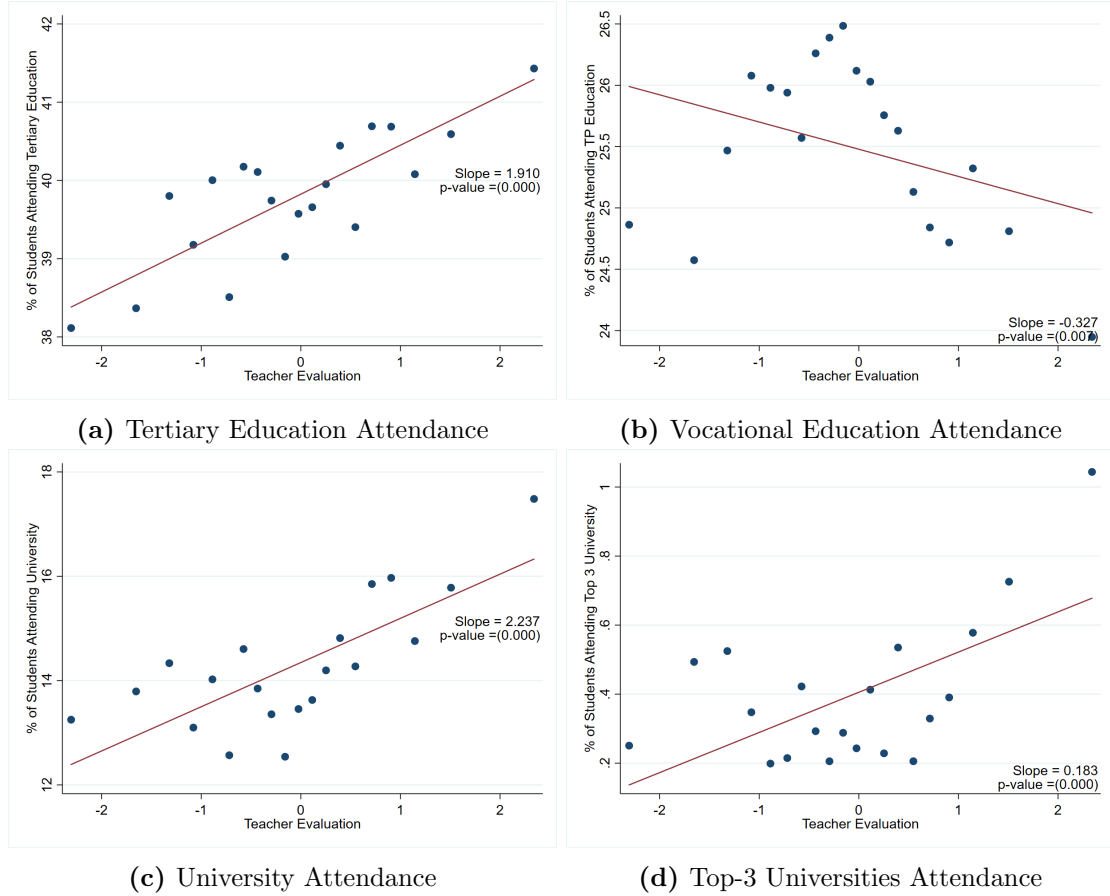 % of Students Attending Tertiary Education
42
41
40
39
38
Slope = 1.910
p-value =(0.000)
-2 -1 0 1 2
Teacher Evaluation
(a) Tertiary Education Attendance
% of Students Attending TP Education
26.5
26
25.5
25
24.5
24
Slope = -0.327
p-value =(0.007)
-2 -1 0 1 2
Teacher Evaluation
(b) Vocational Education Attendance
% of Students Attending University
18
16
14
12
Slope = 2.237
p-value =(0.000)
-2 -1 0 1 2
Teacher Evaluation
(c) University Attendance
% of Students Attending Top 3 University
1
.8
.6
.4
.2
Slope = 0.183
p-value =(0.000)
-2 -1 0 1 2
Teacher Evaluation
(d) Top-3 Universities Attendance